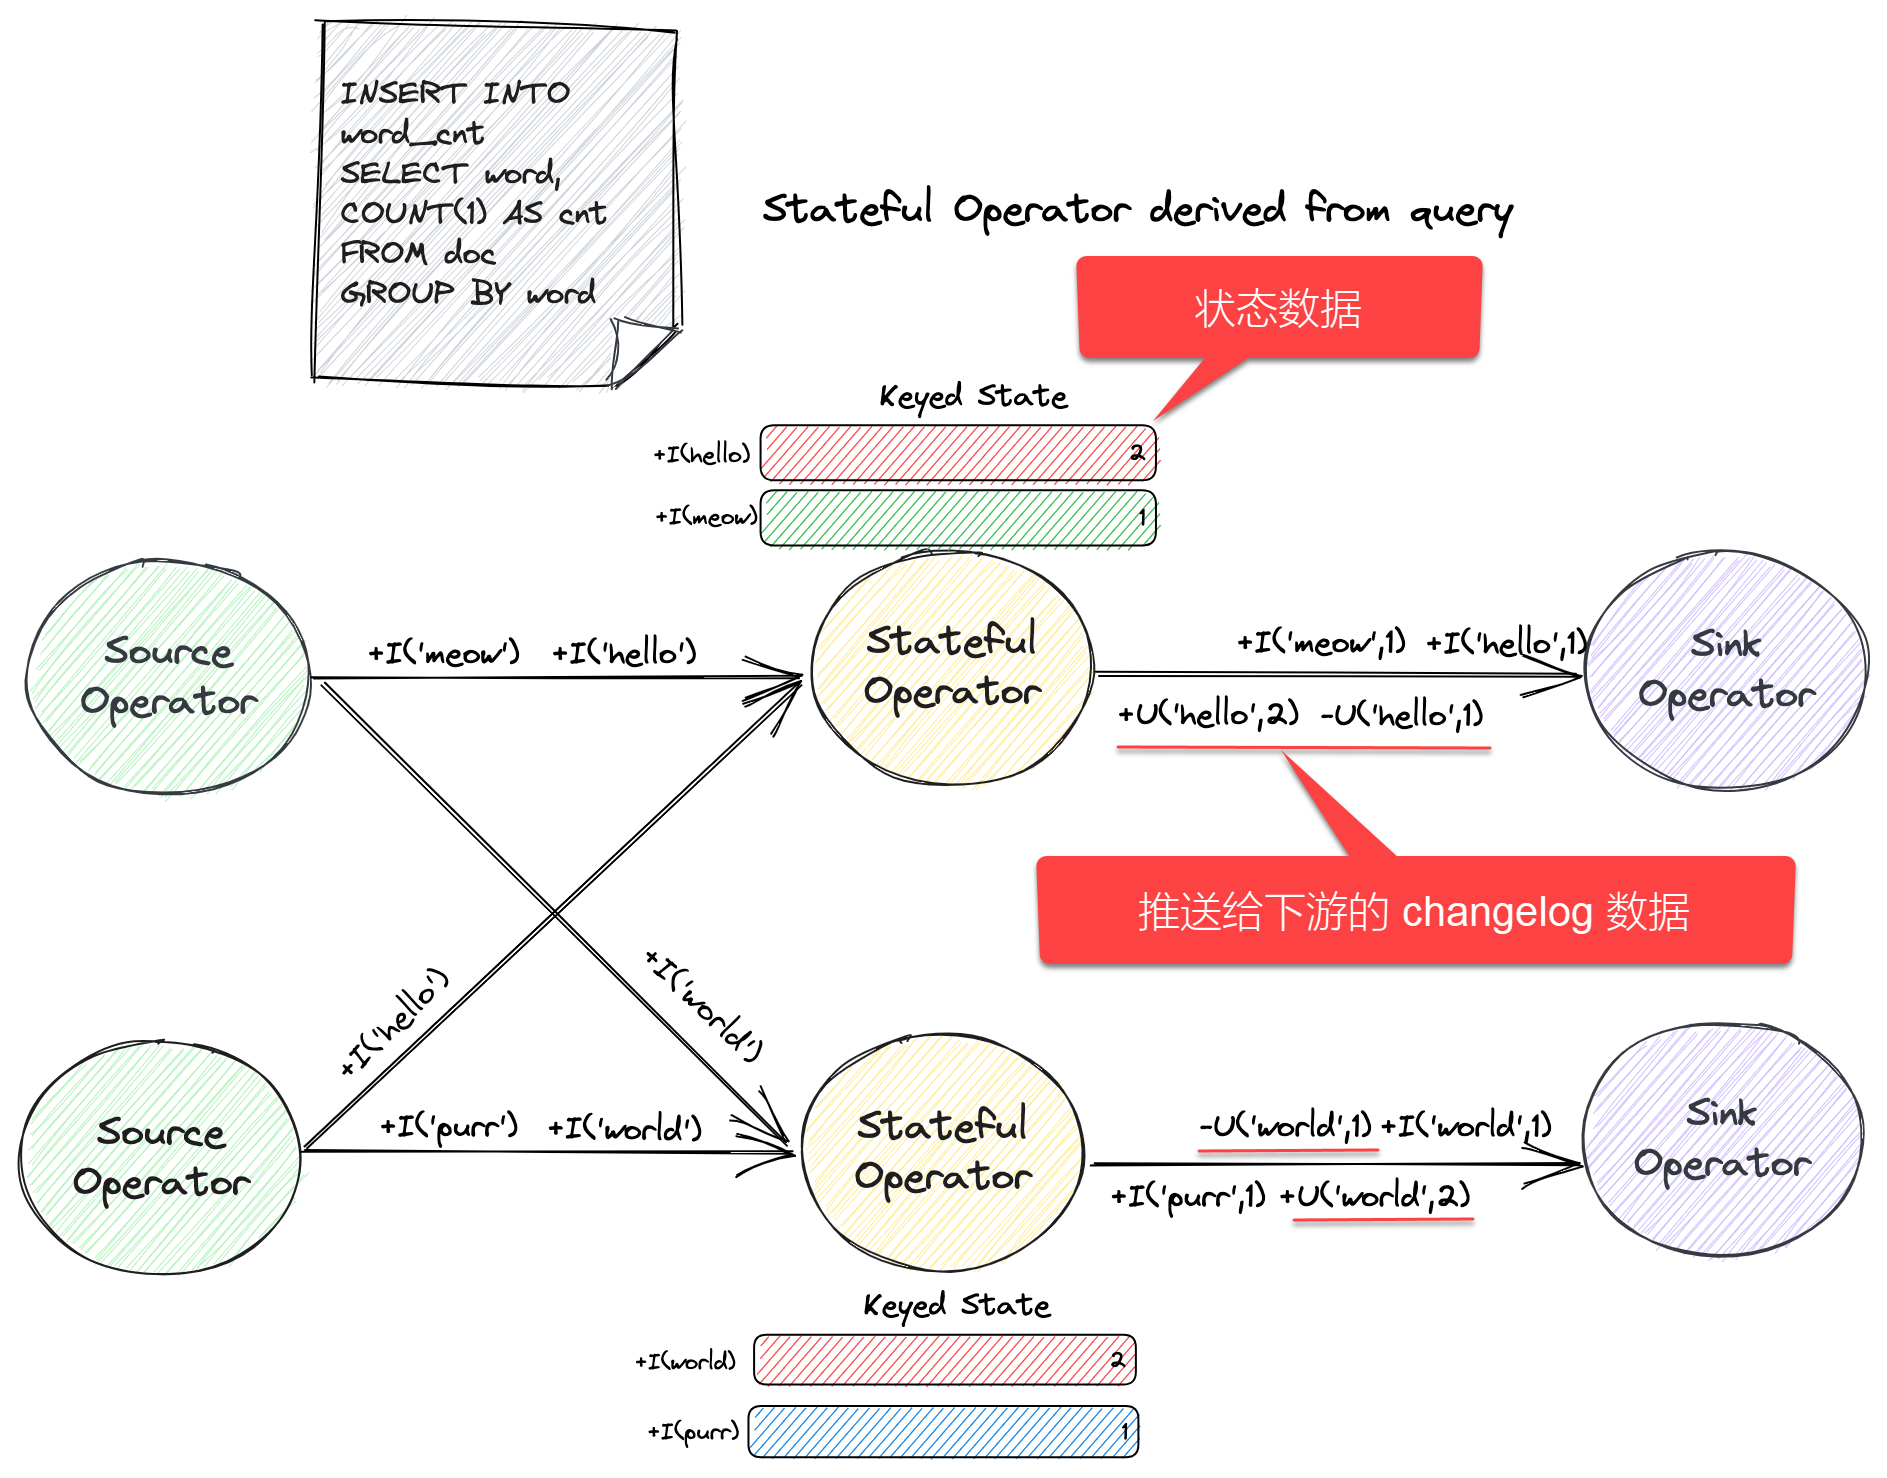 INSERT INTO
word_cnt
SELECT word,
COUNT(1) AS cnt
FROM doc
GROUP BY word
Stateful Operator derived from query
状态数据
Keyed State
+I(hello) 2
+I(meow) 1
Source
Operator
+I('meow') +I('hello')
Stateful
Operator
+I('meow',1) +I('hello',1)
+U('hello',2) -U('hello',1)
Sink
Operator
推送给下游的 changelog 数据
+I('hello')
+I('world')
Source
Operator
+I('purr') +I('world')
Stateful
Operator
-U('world',1) +I('world',1)
+I('purr',1) +U('world',2)
Sink
Operator
Keyed State
+I(world) 2
+I(purr) 1